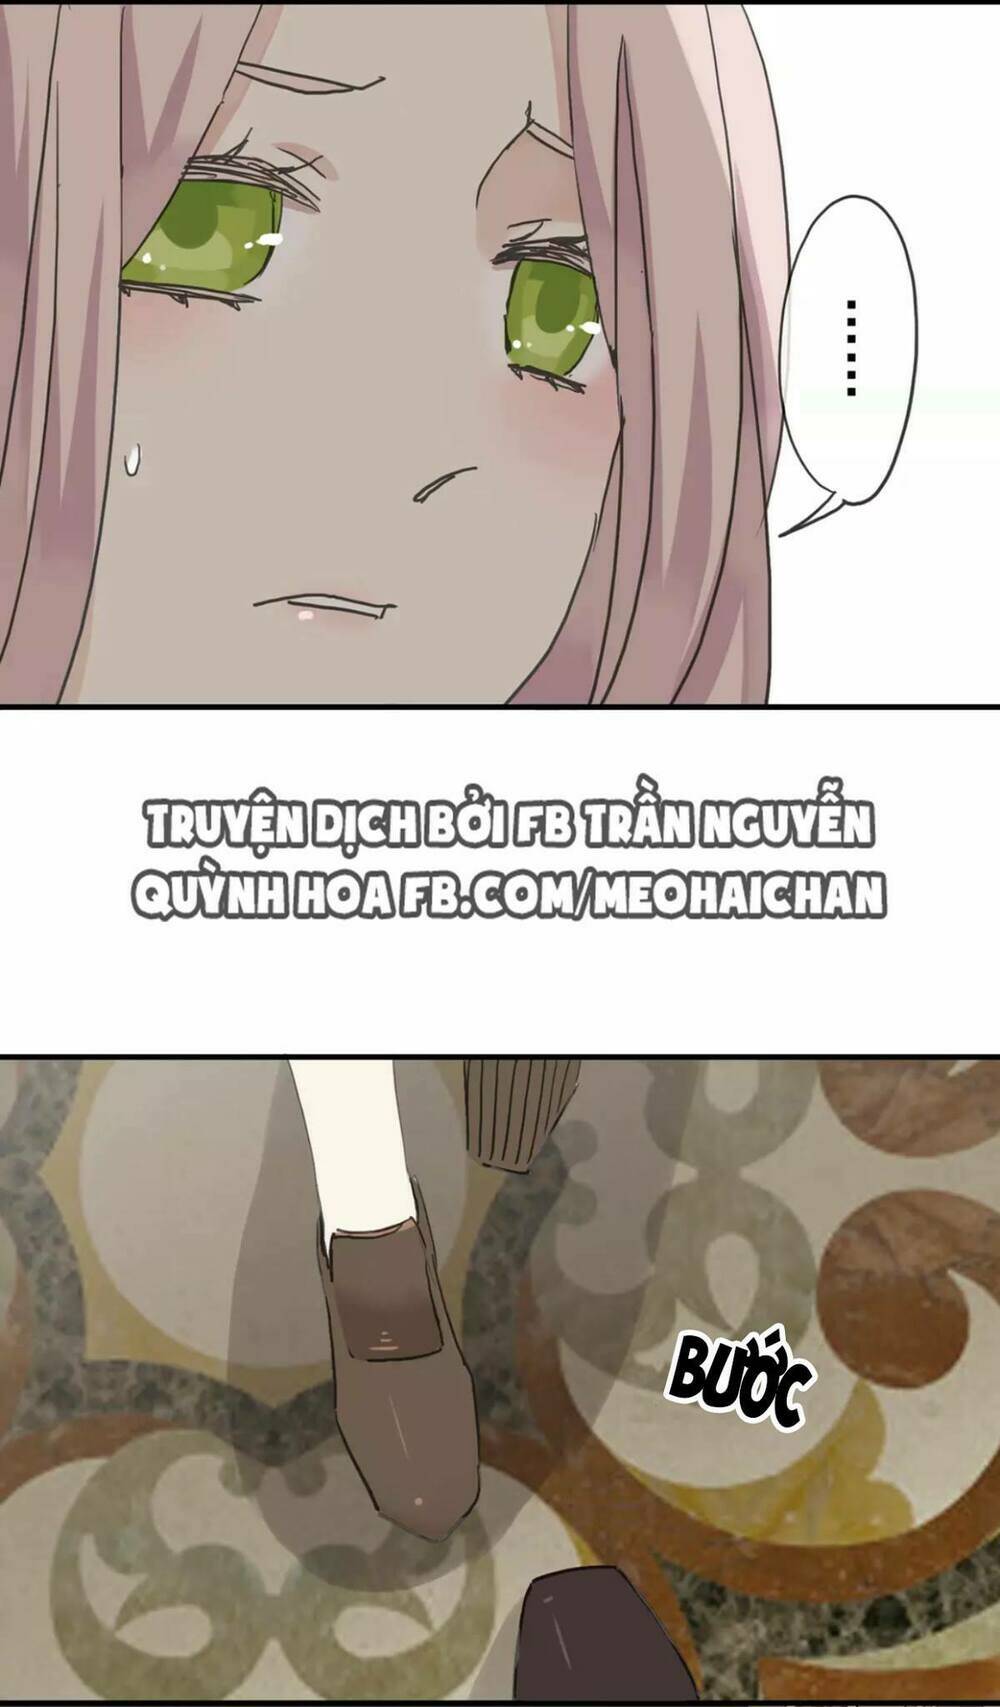 .......
TRUYỆN DỊCH BỞI FB TRẦN NGUYỄN
QUỲNH HOA FB.COM/MEOHAICHAN
BƯỚC